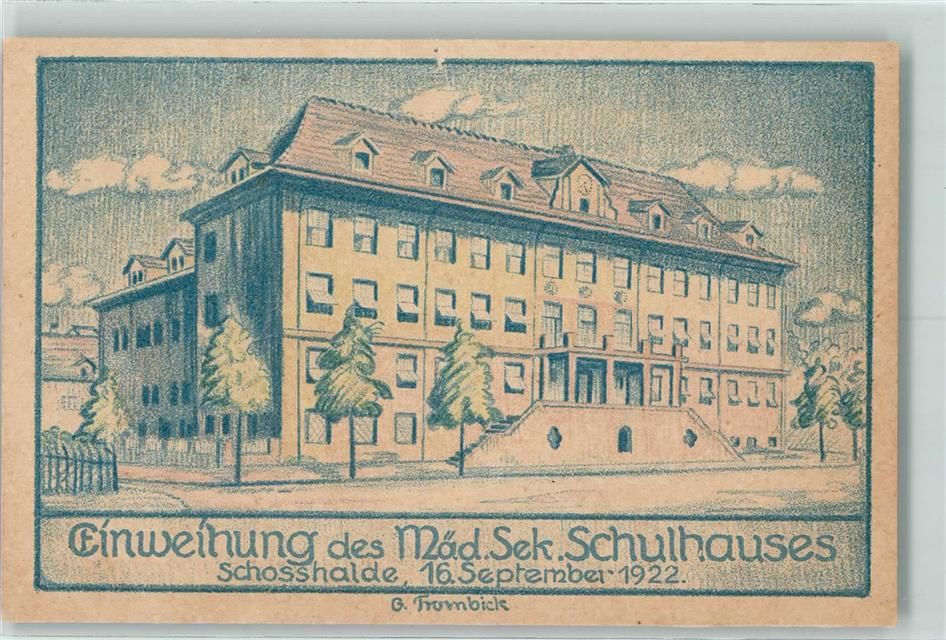 Einweihung des Mäd. Sek. Schulhauses
Schosshalde, 16. September 1922.
G. Trombick